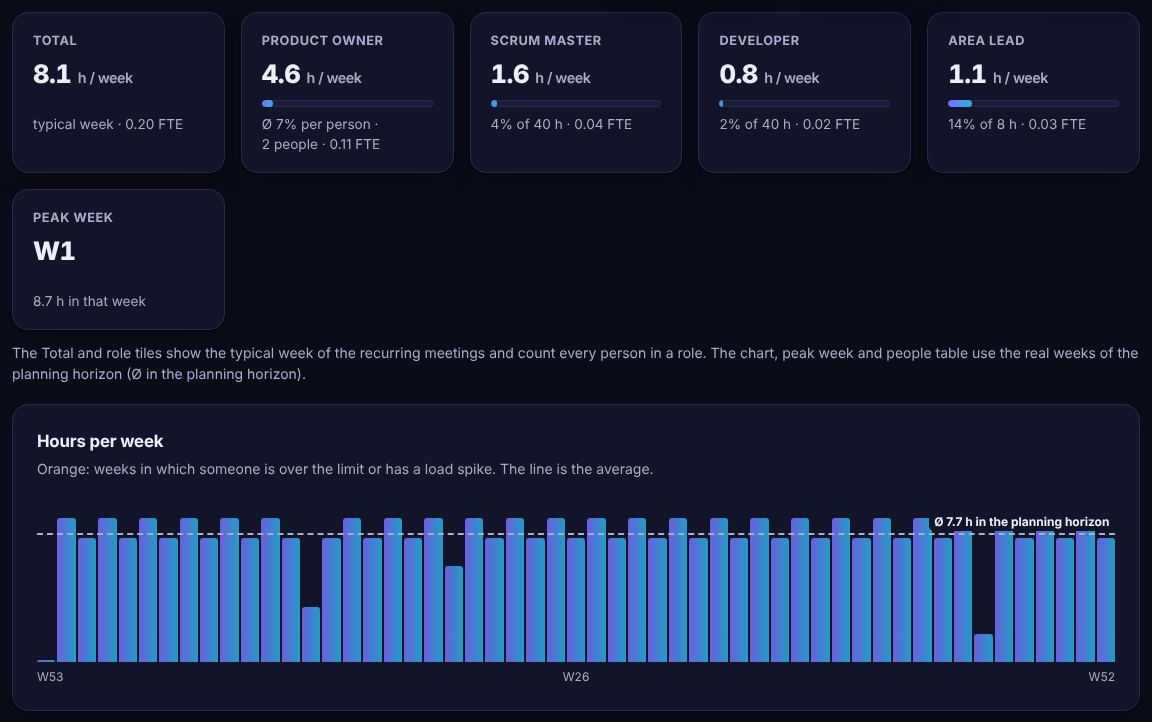 TOTAL
8.1 h / week
typical week · 0.20 FTE
PRODUCT OWNER
4.6 h / week
Ø 7% per person ·
2 people · 0.11 FTE
SCRUM MASTER
1.6 h / week
4% of 40 h · 0.04 FTE
DEVELOPER
0.8 h / week
2% of 40 h · 0.02 FTE
AREA LEAD
1.1 h / week
14% of 8 h · 0.03 FTE
PEAK WEEK
W1
8.7 h in that week
The Total and role tiles show the typical week of the recurring meetings and count every person in a role. The chart, peak week and people table use the real weeks of the
planning horizon (Ø in the planning horizon).
Hours per week
Orange: weeks in which someone is over the limit or has a load spike. The line is the average.
Ø 7.7 h in the planning horizon
W53
W26
W52